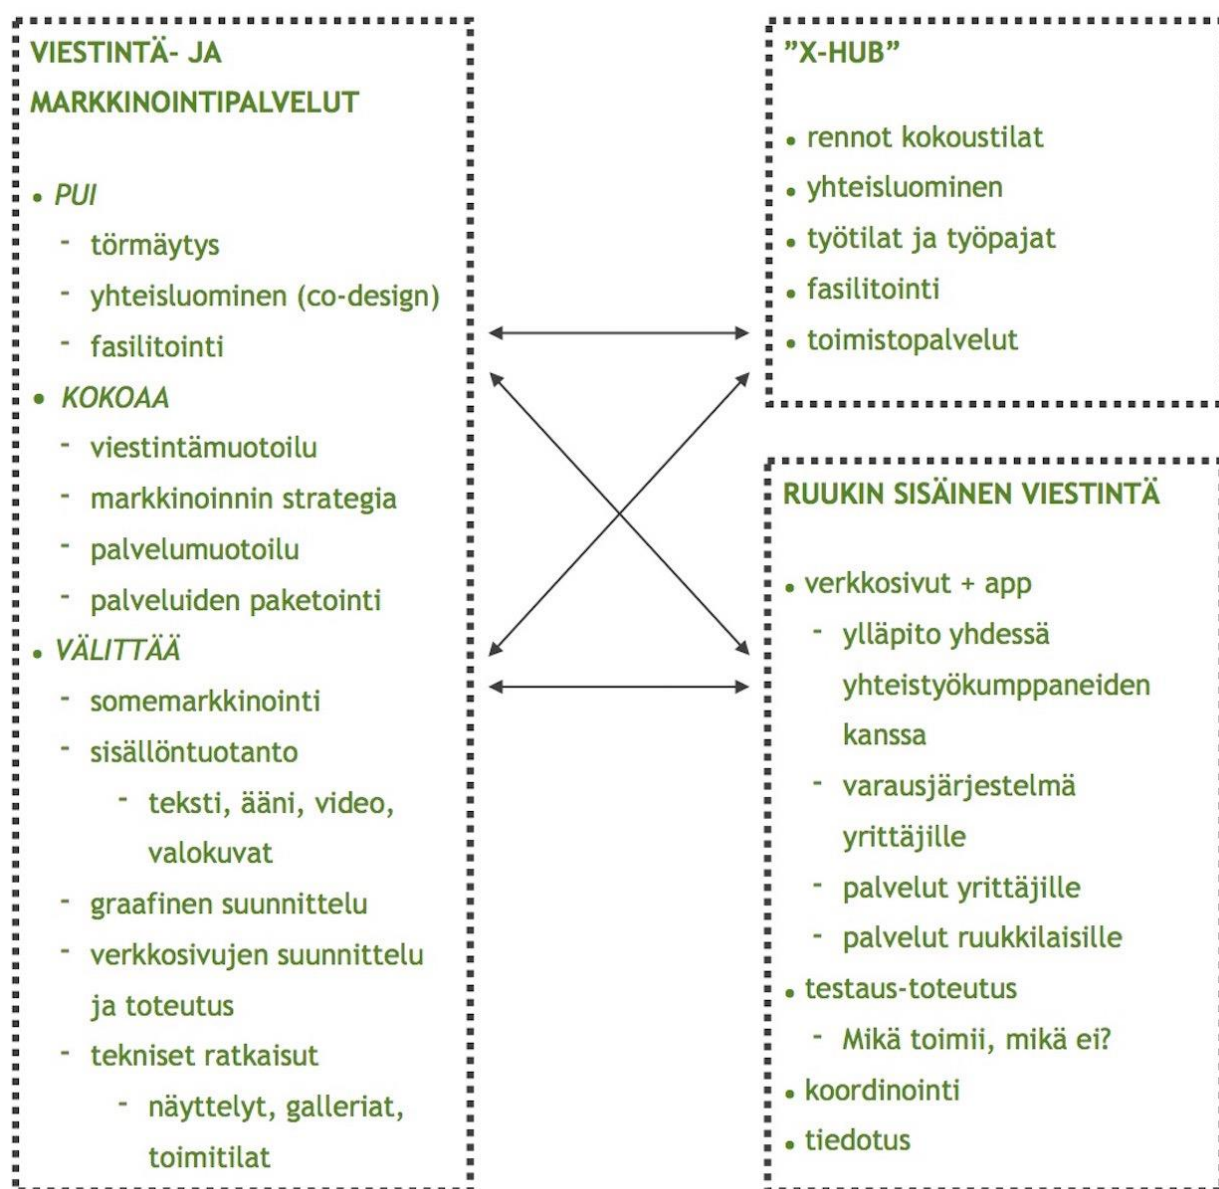 VIESTINTÄ- JA
MARKKINOINTIPALVELUT
• PUI
- törmäytys
- yhteisluominen (co-design)
- fasilitointi
• KOKOAA
- viestintämuotoilu
- markkinoinnin strategia
- palvelumuotoilu
- palveluiden paketointi
• VÄLITTÄÄ
- somemarkkinointi
- sisällöntuotanto
- teksti, ääni, video,
valokuvat
- graafinen suunnittelu
- verkkosivujen suunnittelu
ja toteutus
- tekniset ratkaisut
- näyttelyt, galleriat,
toimitilat
”X-HUB”
• rennot kokoustilat
• yhteisluominen
• työtilat ja työpajat
• fasilitointi
• toimistopalvelut
RUUKIN SISÄINEN VIESTINTÄ
• verkkosivut + app
- ylläpito yhdessä
yhteistyökumppaneiden
kanssa
- varausjärjestelmä
yrittäjille
- palvelut yrittäjille
- palvelut ruukkilaisille
• testaus-toteutus
- Mikä toimii, mikä ei?
• koordinointi
• tiedotus